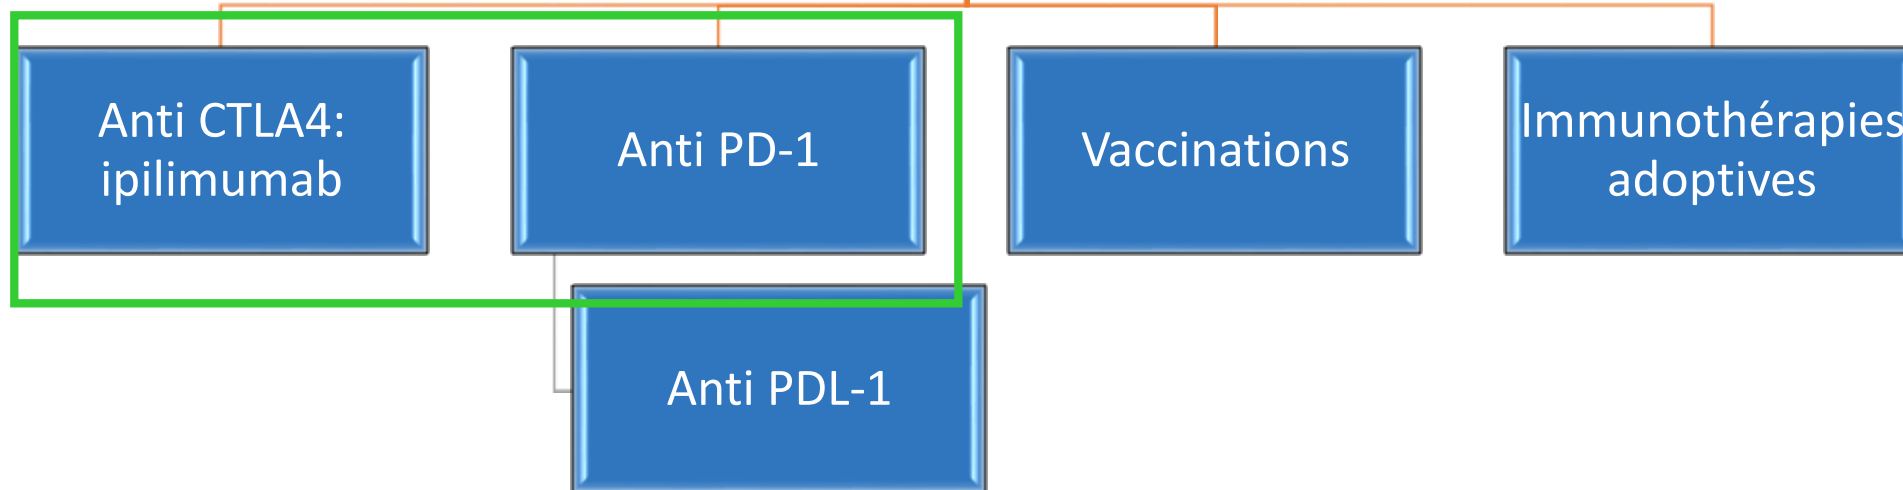 Anti CTLA4:
ipilimumab
Anti PD-1
Vaccinations
Immunothérapies
adoptives
Anti PDL-1